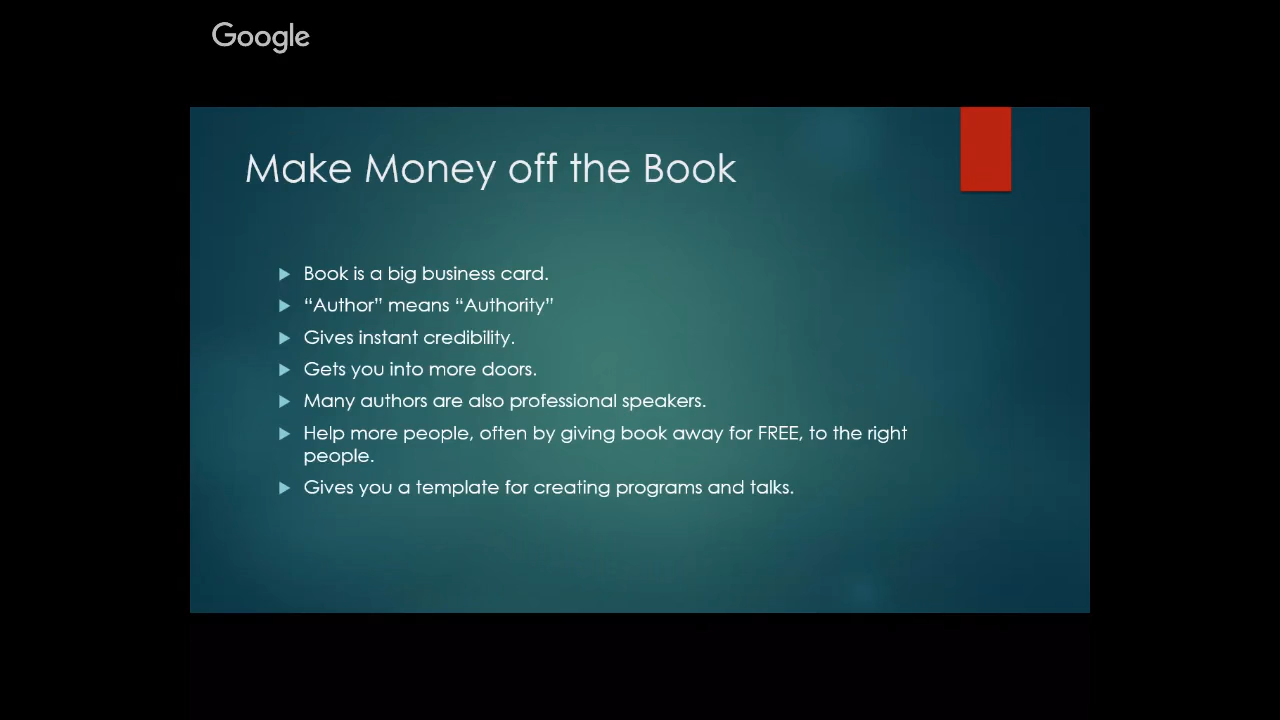 Google
Make Money off the Book
Book is a big business card.
“Author” means “Authority”
Gives instant credibility.
Gets you into more doors.
Many authors are also professional speakers.
Help more people, often by giving book away for FREE, to the right
people.
Gives you a template for creating programs and talks.